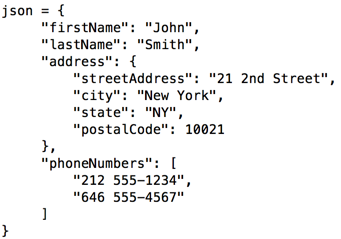 json = {
     "firstName": "John",
     "lastName": "Smith",
     "address": {
         "streetAddress": "21 2nd Street",
         "city": "New York",
         "state": "NY",
         "postalCode": 10021
     },
     "phoneNumbers": [
         "212 555-1234",
         "646 555-4567"
     ]
}